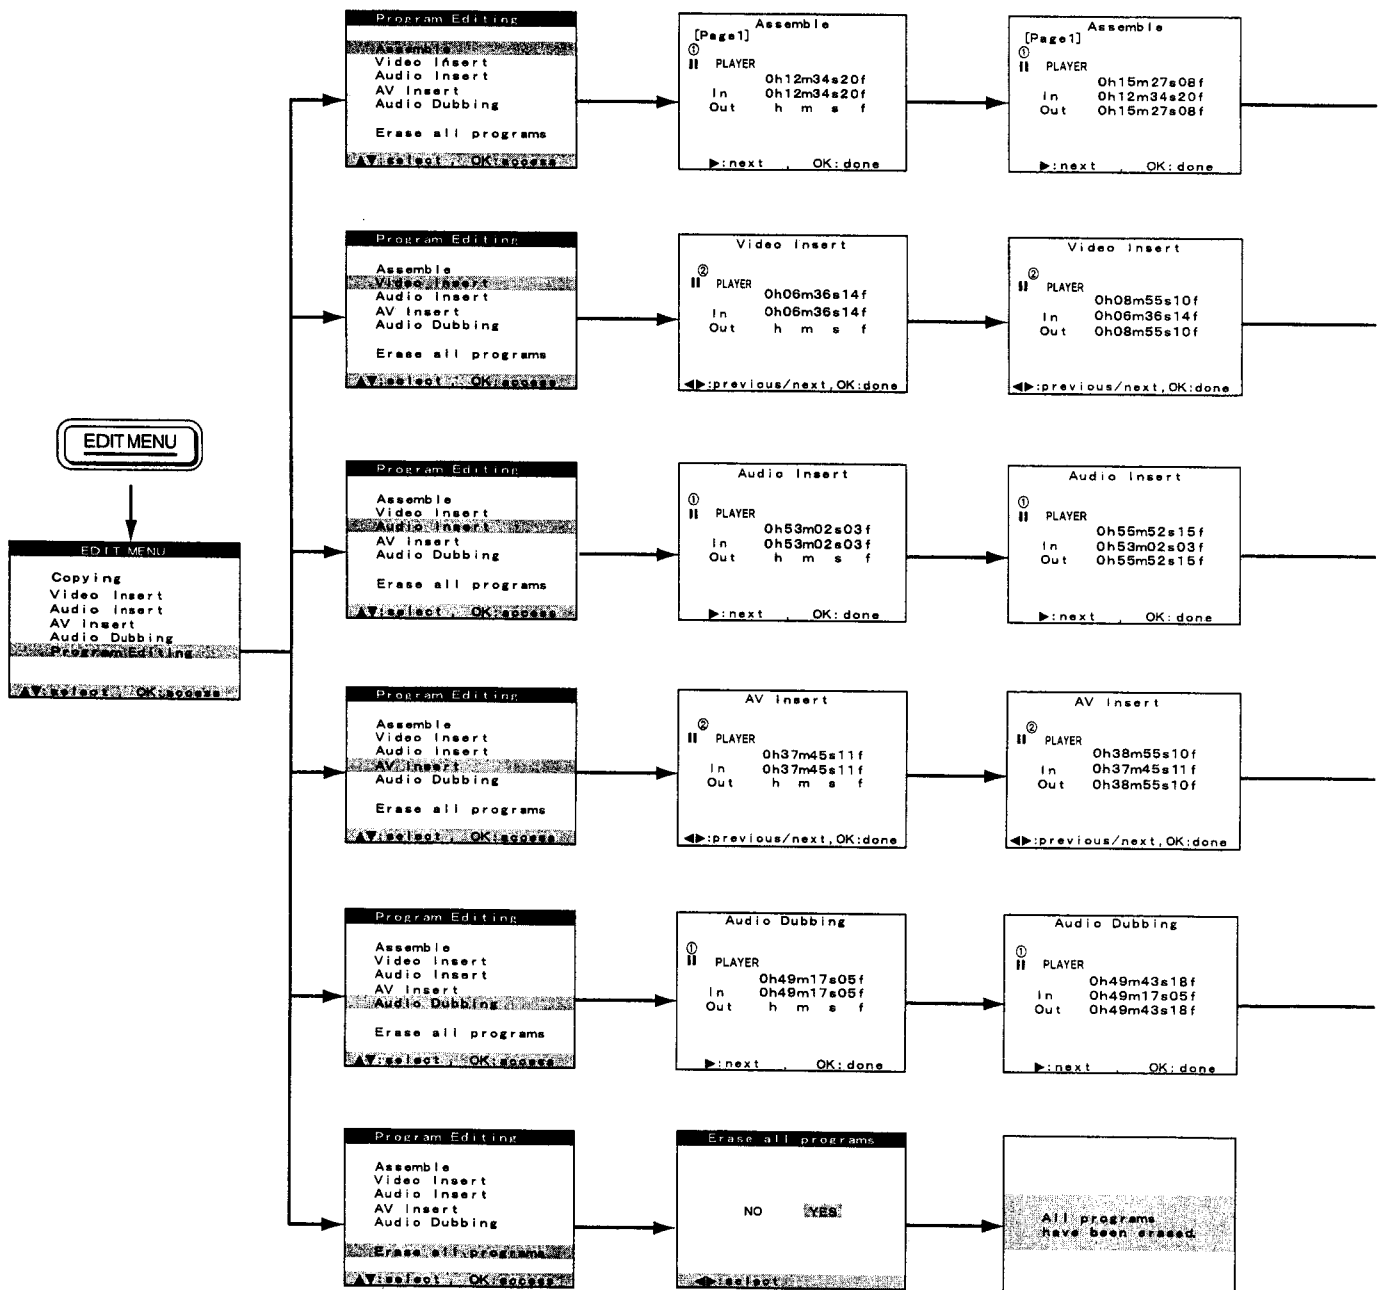 EDIT MENU
EDIT MENU
Copying
Video Insert
Audio Insert
AV Insert
Audio Dubbing
Program Editing
▲▼:select , OK:access
Program Editing
Assemble
Video Insert
Audio Insert
AV Insert
Audio Dubbing
Erase all programs
▲▼:select , OK:access
Assemble
[Page1]
①
PLAYER
0h12m34s20f
In 0h12m34s20f
Out h m s f
▶:next , OK:done
Assemble
[Page1]
①
PLAYER
0h15m27s08f
In 0h12m34s20f
Out 0h15m27s08f
▶:next , OK:done
Program Editing
Assemble
Video Insert
Audio Insert
AV Insert
Audio Dubbing
Erase all programs
▲▼:select , OK:access
Video Insert
②
PLAYER
0h06m36s14f
In 0h06m36s14f
Out h m s f
◀▶:previous/next,OK:done
Video Insert
②
PLAYER
0h08m55s10f
In 0h06m36s14f
Out 0h08m55s10f
◀▶:previous/next,OK:done
Program Editing
Assemble
Video Insert
Audio Insert
AV Insert
Audio Dubbing
Erase all programs
▲▼:select , OK:access
Audio Insert
①
PLAYER
0h53m02s03f
In 0h53m02s03f
Out h m s f
▶:next OK:done
Audio Insert
①
PLAYER
0h55m52s15f
In 0h53m02s03f
Out 0h55m52s15f
▶:next , OK:done
Program Editing
Assemble
Video Insert
Audio Insert
AV Insert
Audio Dubbing
Erase all programs
▲▼:select , OK:access
AV Insert
②
PLAYER
0h37m45s11f
In 0h37m45s11f
Out h m s f
◀▶:previous/next,OK:done
AV Insert
②
PLAYER
0h38m55s10f
In 0h37m45s11f
Out 0h38m55s10f
◀▶:previous/next,OK:done
Program Editing
Assemble
Video Insert
Audio Insert
AV Insert
Audio Dubbing
Erase all programs
▲▼:select , OK:access
Audio Dubbing
①
PLAYER
0h49m17s05f
In 0h49m17s05f
Out h m s f
▶:next , OK:done
Audio Dubbing
①
PLAYER
0h49m43s18f
In 0h49m17s05f
Out 0h49m43s18f
▶:next , OK:done
Program Editing
Assemble
Video Insert
Audio Insert
AV Insert
Audio Dubbing
Erase all programs
▲▼:select , OK:access
Erase all programs
NO YES
◀▶:select
All programs
have been erased.